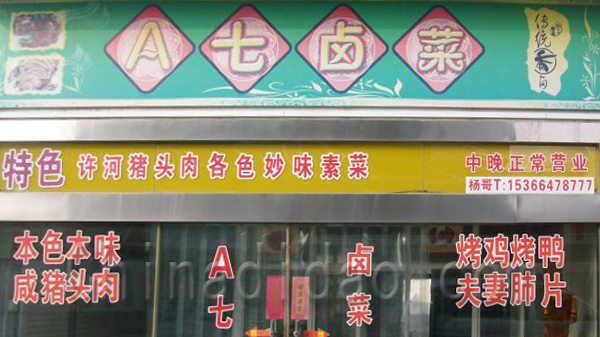 A七卤菜
传统香卤
特色 许河猪头肉各色妙味素菜
中晚正常营业
杨哥T:15366478777
本色本味
咸猪头肉
A七
卤菜
烤鸡烤鸭
夫妻肺片